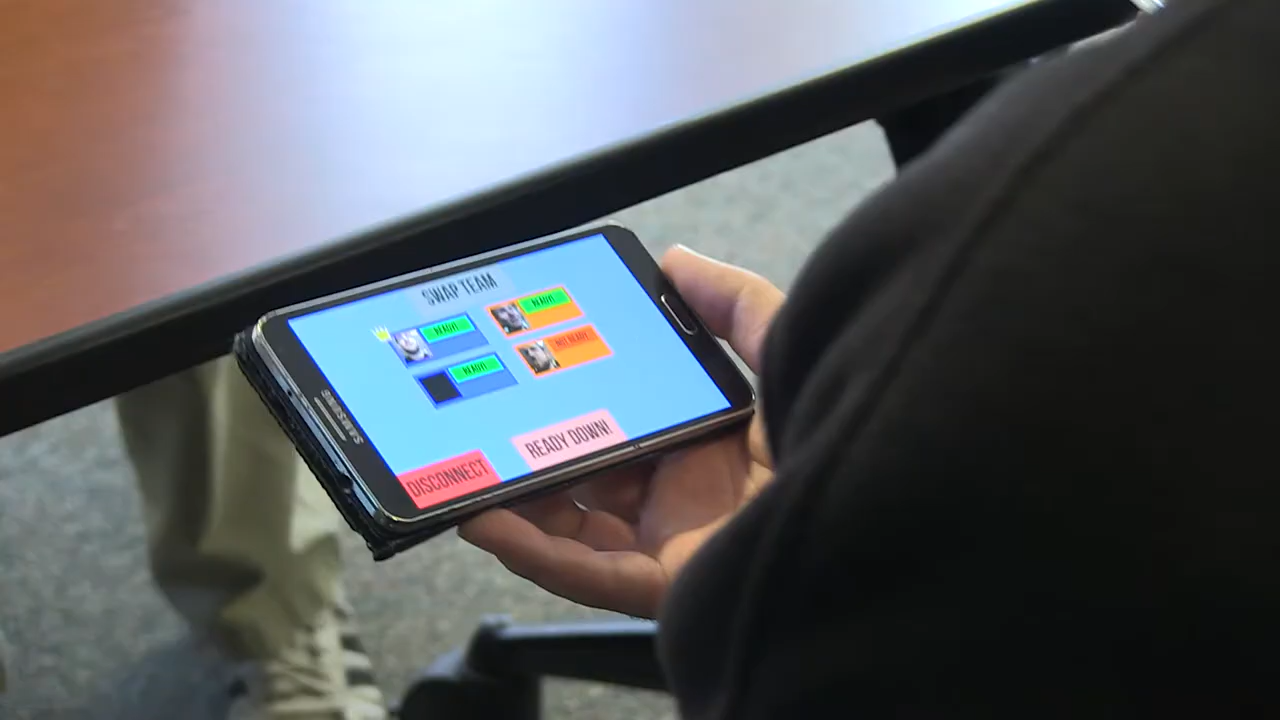 SWAP TEAM
READY!
READY!
READY!
NOT READY
READY DOWN!
DISCONNECT
SAMSUNG